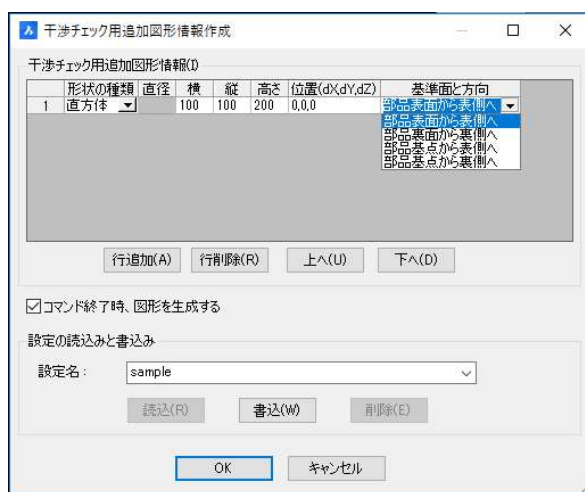 干渉チェック用追加図形情報作成
干渉チェック用追加図形情報(I)
形状の種類 直径 横 縦 高さ 位置(dX,dY,dZ) 基準面と方向
1 直方体 100 100 200 0,0,0 部品表面から表側へ
部品表面から表側へ
部品裏面から裏側へ
部品基点から表側へ
部品基点から裏側へ
行追加(A) 行削除(R) 上へ(U) 下へ(D)
コマンド終了時、図形を生成する
設定の読込みと書込み
設定名: sample
読込(R) 書込(W) 削除(E)
OK キャンセル